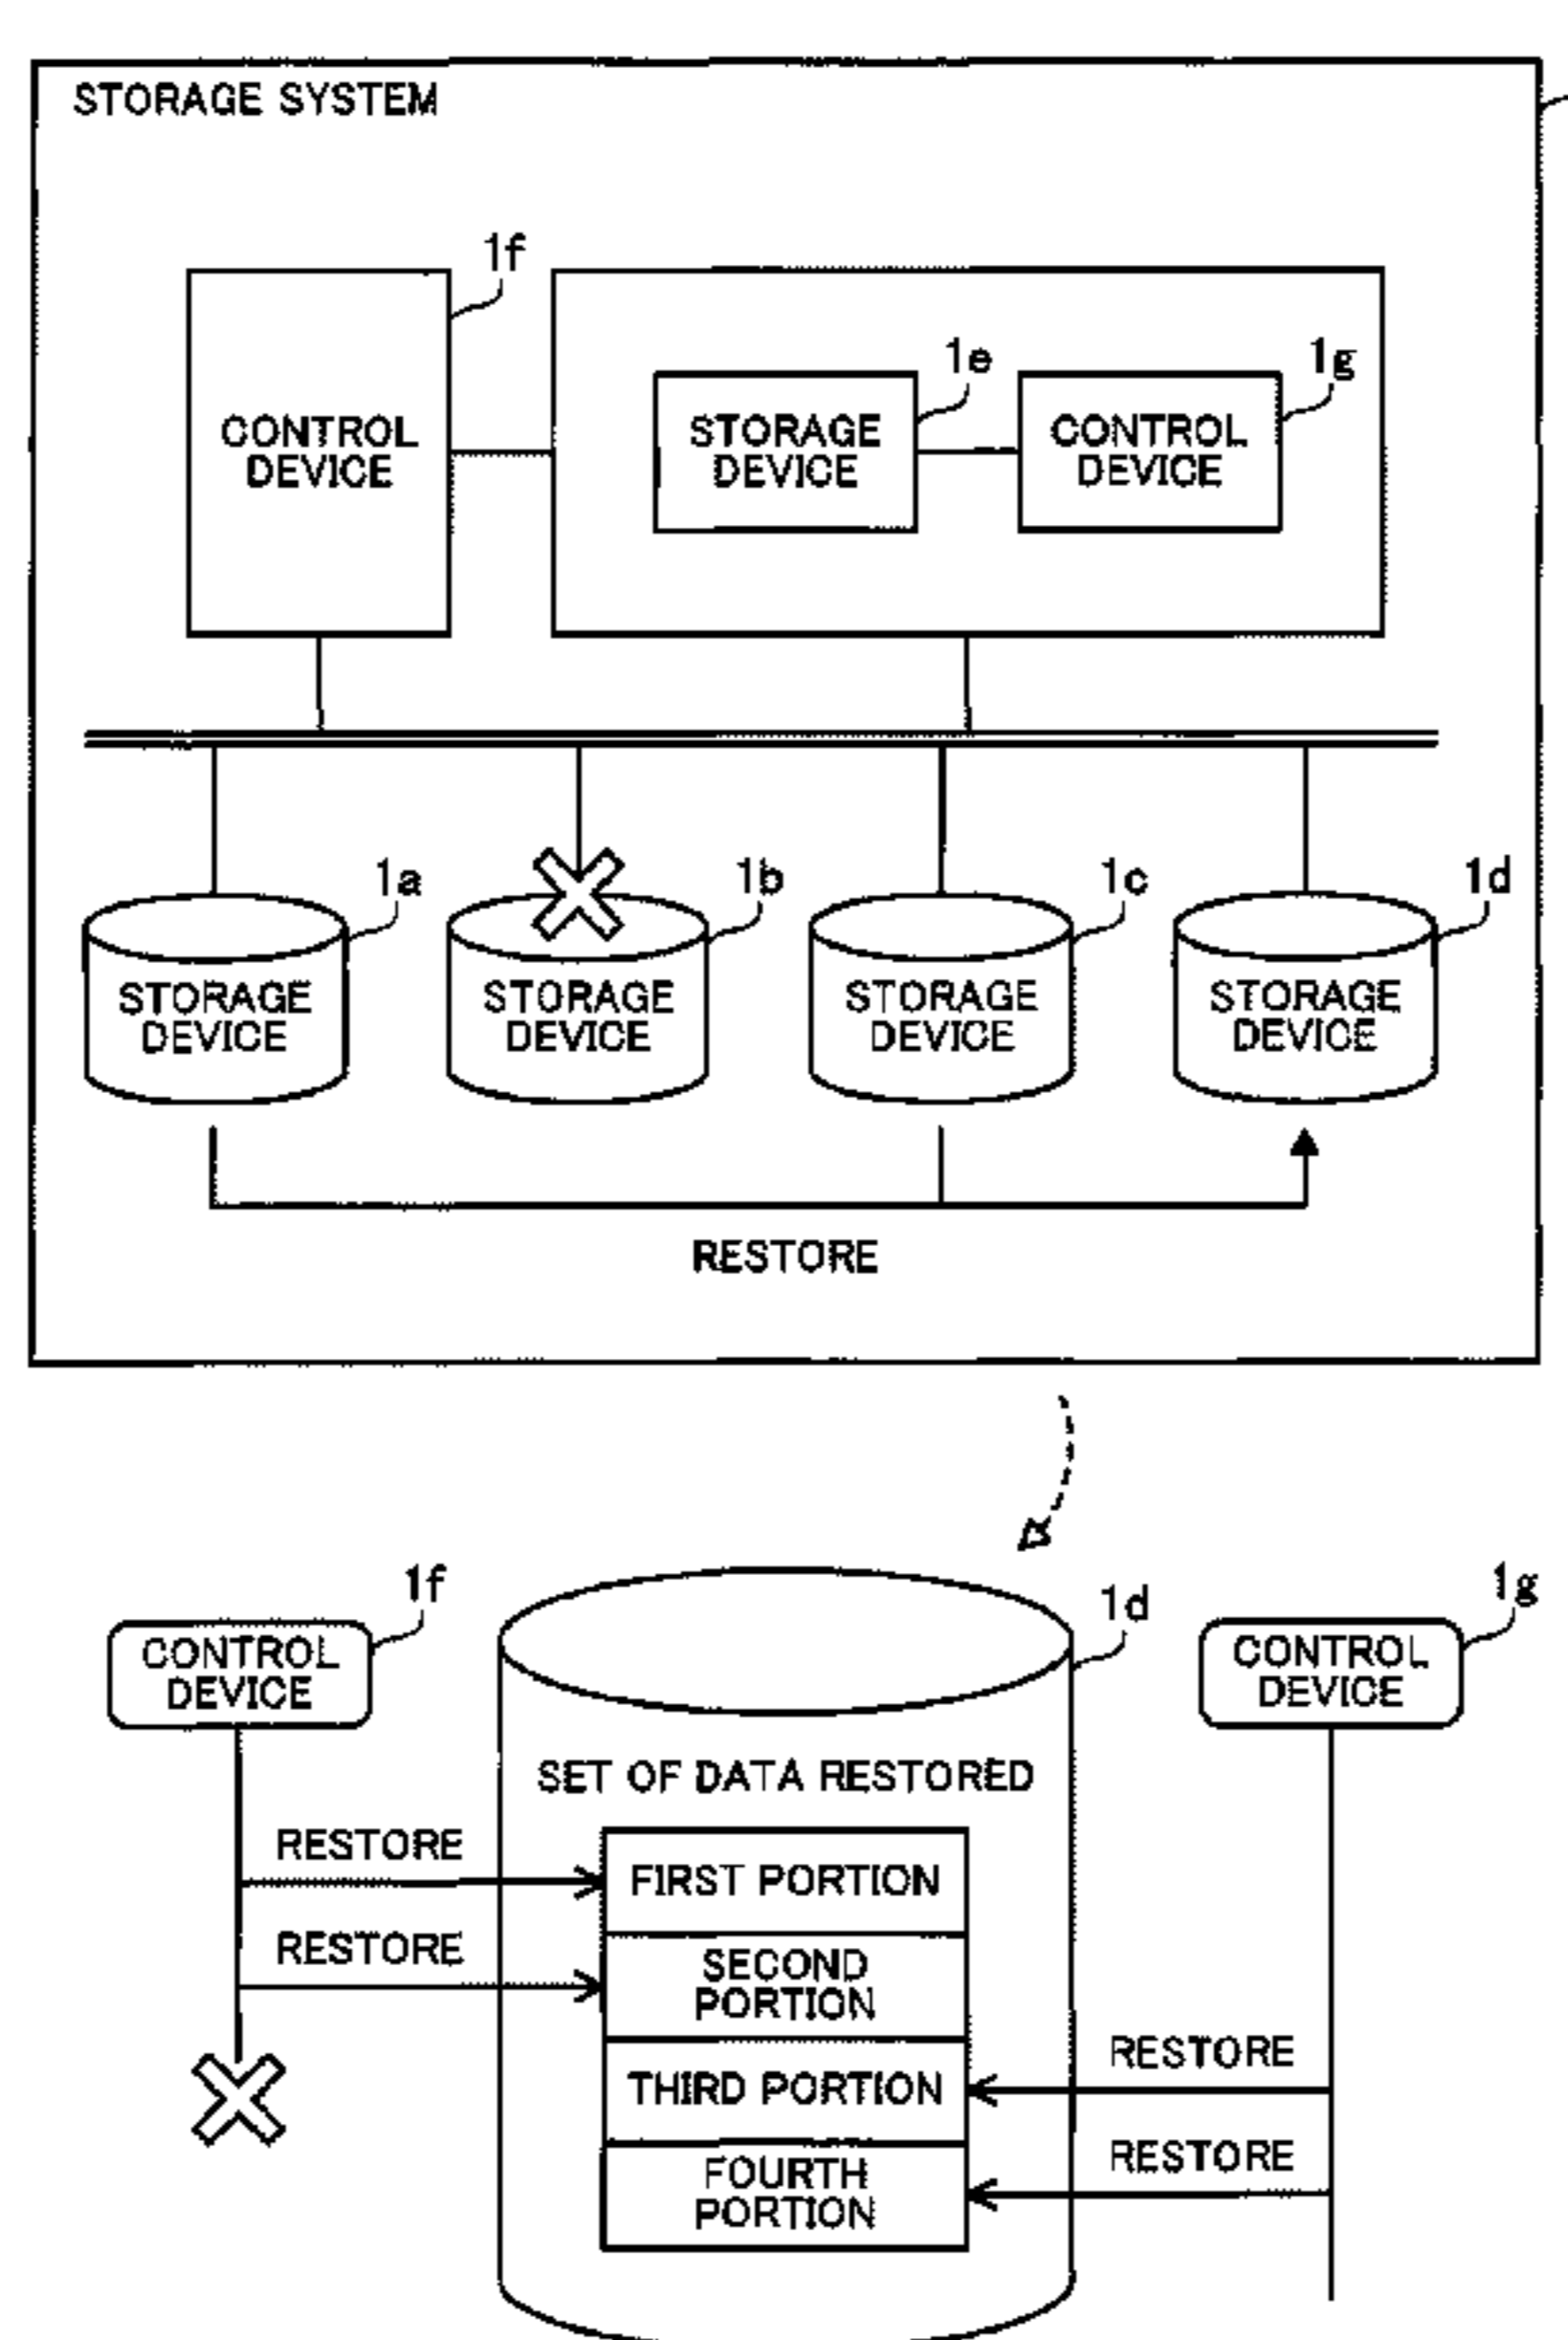 STORAGE SYSTEM
1f
1e
1g
CONTROL
DEVICE
STORAGE
DEVICE
CONTROL
DEVICE
1a
1b
1c
1d
STORAGE
DEVICE
STORAGE
DEVICE
STORAGE
DEVICE
STORAGE
DEVICE
RESTORE
1f
1d
1g
CONTROL
DEVICE
CONTROL
DEVICE
SET OF DATA RESTORED
RESTORE
FIRST PORTION
RESTORE
SECOND
PORTION
RESTORE
THIRD PORTION
RESTORE
FOURTH
PORTION